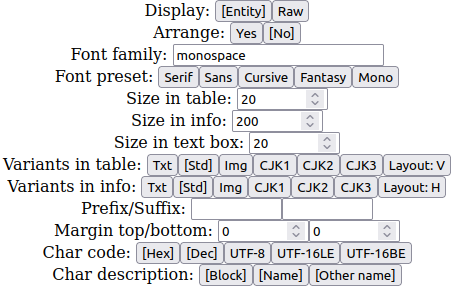 Display: [Entity] Raw
Arrange: Yes [No]
Font family: monospace
Font preset: Serif Sans Cursive Fantasy Mono
Size in table: 20
Size in info: 200
Size in text box: 20
Variants in table: Txt [Std] Img CJK1 CJK2 CJK3 Layout: V
Variants in info: Txt [Std] Img CJK1 CJK2 CJK3 Layout: H
Prefix/Suffix:
Margin top/bottom: 0 0
Char code: [Hex] [Dec] UTF-8 UTF-16LE UTF-16BE
Char description: [Block] [Name] [Other name]